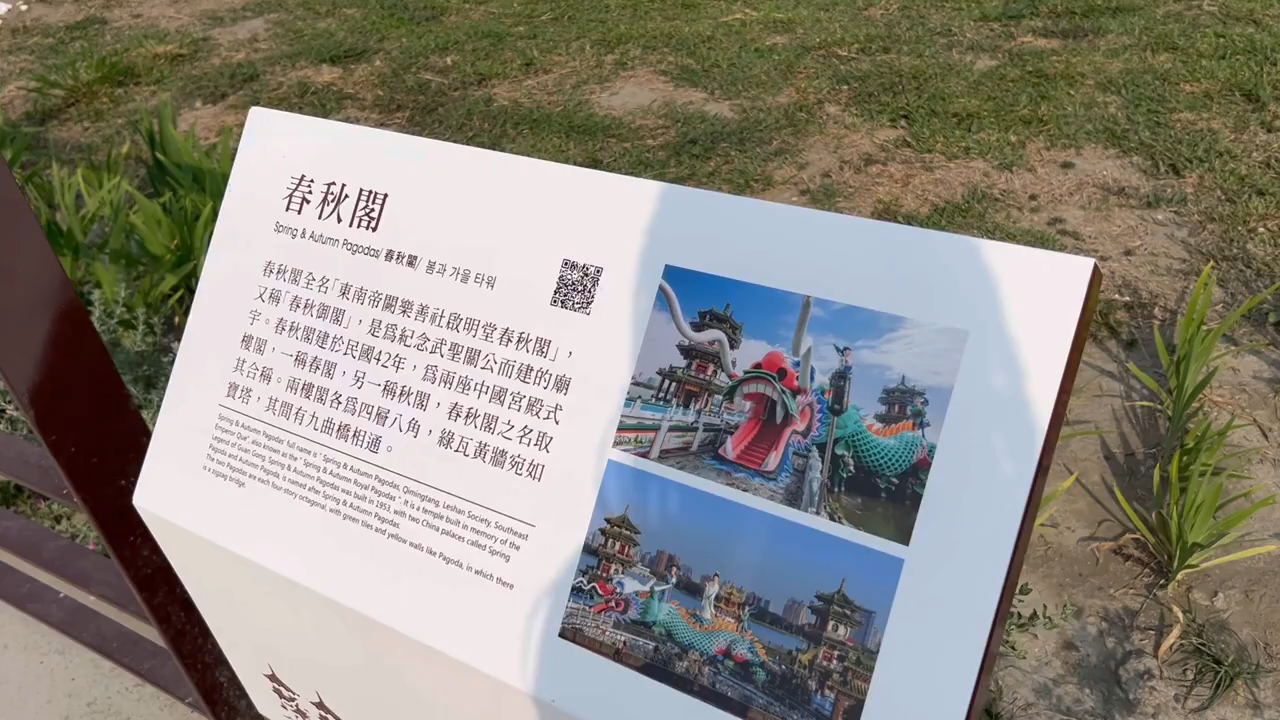 春秋閣
Spring & Autumn Pagodas/ 春秋閣/ 봄과 가을 타워
春秋閣全名「東南帝闕樂善社啟明堂春秋閣」，
又稱「春秋御閣」，是爲紀念武聖關公而建的廟
宇。春秋閣建於民國42年，爲兩座中國宮殿式
樓閣，一稱春閣，另一稱秋閣，春秋閣之名取
其合稱。兩樓閣各爲四層八角，綠瓦黃牆宛如
寶塔，其間有九曲橋相通。
Spring & Autumn Pagodas' full name is " Spring & Autumn Pagodas, Qimingtang, Leshan Society, Southeast
Emperor Que", also known as the " Spring & Autumn Royal Pagodas ". It is a temple built in memory of the
Legend of Guan Gong. Spring & Autumn Pagodas was built in 1953, with two China palaces called Spring
Pagoda and Autumn Pagoda, is named after Spring & Autumn Pagodas.
The two Pagodas are each four-story octagonal, with green tiles and yellow walls like Pagoda, in which there
is a zigzag bridge.